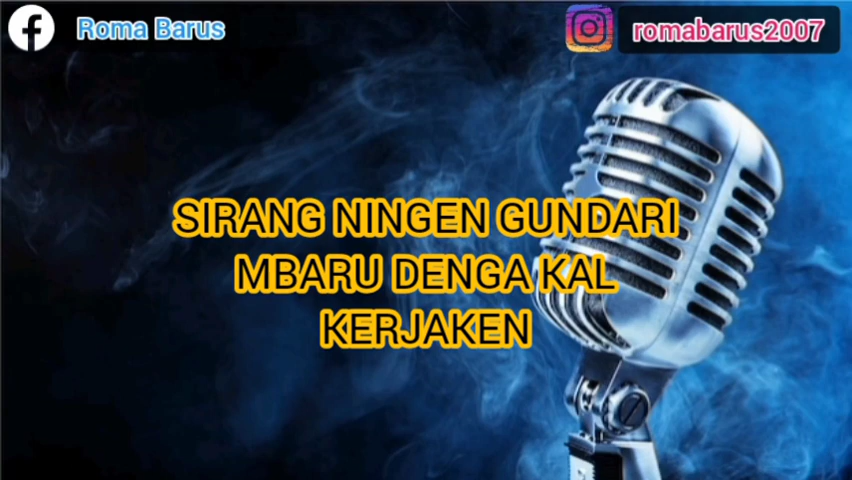 Roma Barus
romabarus2007
SIRANG NINGEN GUNDARI
MBARU DENGA KAL
KERJAKEN